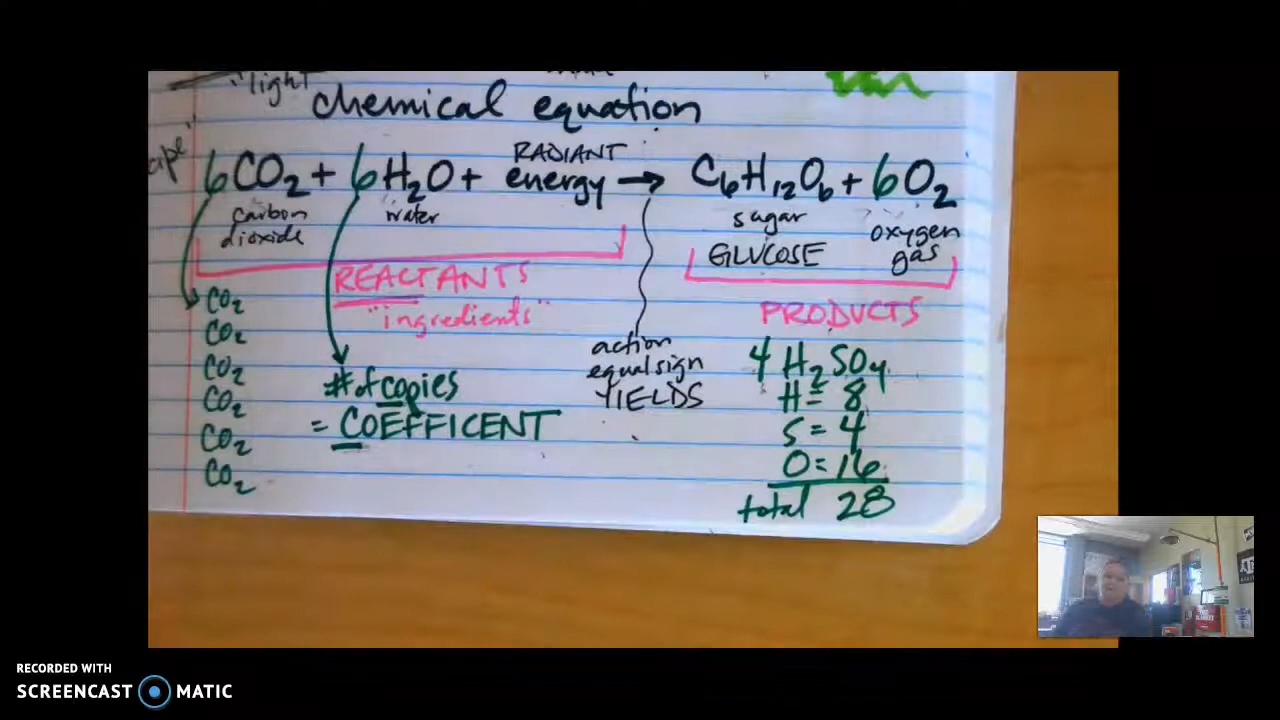 "light
chemical equation
6CO₂ + 6H₂O + RADIANT energy → C₆H₁₂O₆ + 6O₂
carbon dioxide
water
sugar
GLUCOSE
oxygen gas
REACTANTS
"ingredients"
PRODUCTS
CO₂
CO₂
CO₂
CO₂
CO₂
CO₂
# of copies
= COEFFICENT
action
equal sign
YIELDS
4 H₂SO₄
H = 8
S = 4
O = 16
total 28
RECORDED WITH
SCREENCAST MATIC